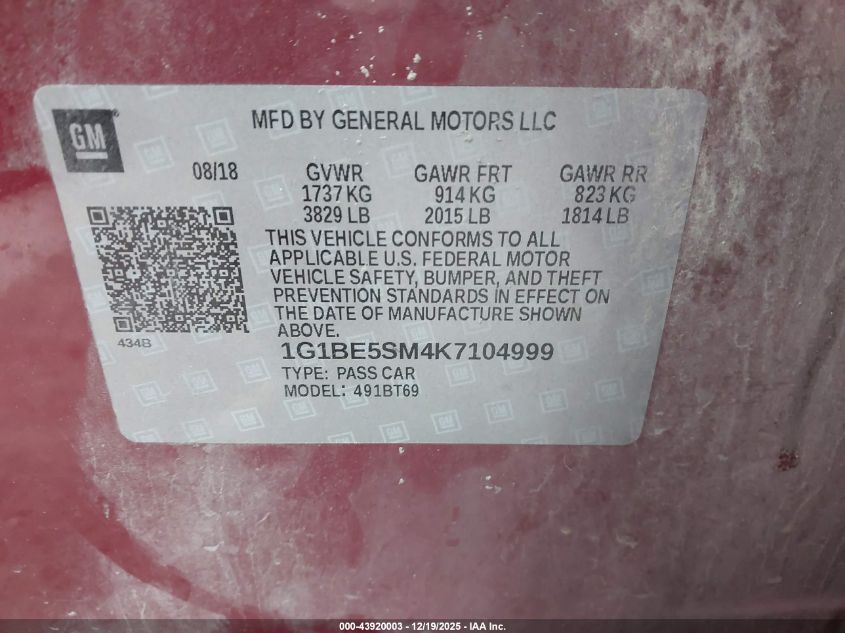 GM
MFD BY GENERAL MOTORS LLC
08/18 GVWR GAWR FRT GAWR RR
1737 KG 914 KG 823 KG
3829 LB 2015 LB 1814 LB
THIS VEHICLE CONFORMS TO ALL
APPLICABLE U.S. FEDERAL MOTOR
VEHICLE SAFETY, BUMPER, AND THEFT
PREVENTION STANDARDS IN EFFECT ON
THE DATE OF MANUFACTURE SHOWN
ABOVE.
434B
1G1BE5SM4K7104999
TYPE: PASS CAR
MODEL: 491BT69
000-43920003 - 12/19/2025 - IAA Inc.